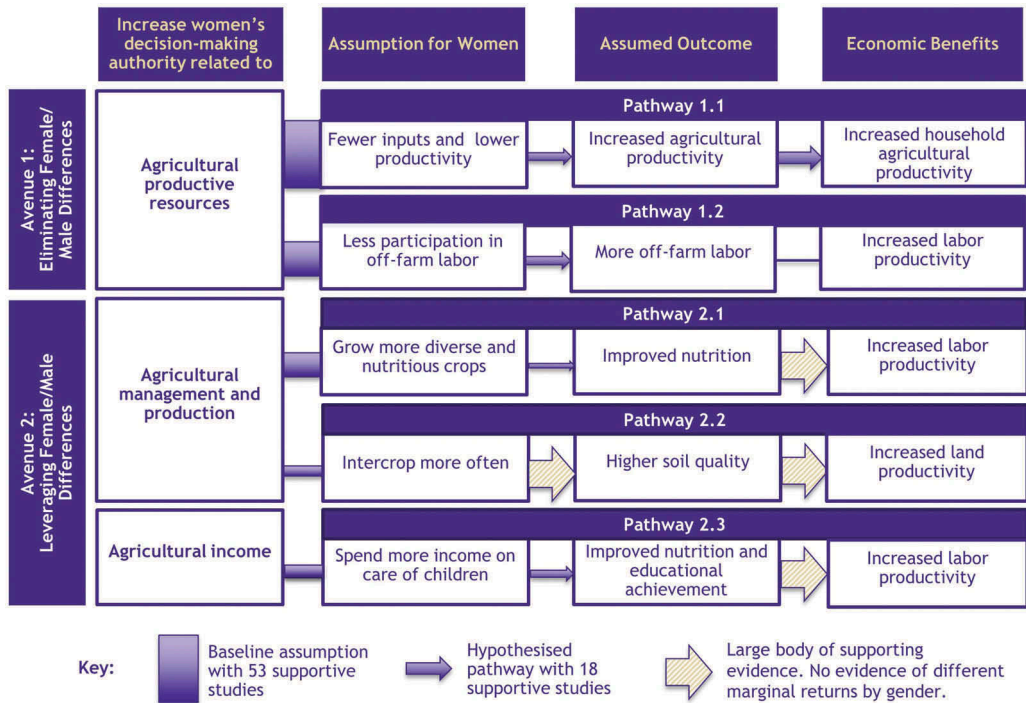 Increase women's
decision-making
authority related to
Assumption for Women
Assumed Outcome
Economic Benefits
Avenue 1:
Eliminating Female/
Male Differences
Agricultural
productive
resources
Pathway 1.1
Fewer inputs and lower
productivity
Increased agricultural
productivity
Increased household
agricultural
productivity
Pathway 1.2
Less participation in
off-farm labor
More off-farm labor
Increased labor
productivity
Avenue 2:
Leveraging Female/Male
Differences
Agricultural
management and
production
Pathway 2.1
Grow more diverse and
nutritious crops
Improved nutrition
Increased labor
productivity
Pathway 2.2
Intercrop more often
Higher soil quality
Increased land
productivity
Agricultural income
Pathway 2.3
Spend more income on
care of children
Improved nutrition and
educational
achievement
Increased labor
productivity
Key:
Baseline assumption
with 53 supportive
studies
Hypothesised
pathway with 18
supportive studies
Large body of supporting
evidence. No evidence of different
marginal returns by gender.